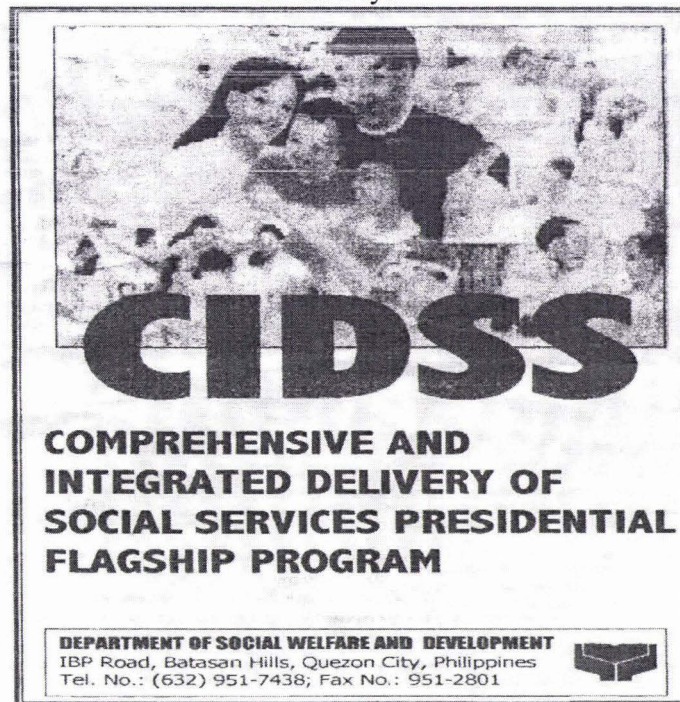 CIDSS
COMPREHENSIVE AND
INTEGRATED DELIVERY OF
SOCIAL SERVICES PRESIDENTIAL
FLAGSHIP PROGRAM
DEPARTMENT OF SOCIAL WELFARE AND DEVELOPMENT
IBP Road, Batasan Hills, Quezon City, Philippines
Tel. No.: (632) 951-7438; Fax No.: 951-2801